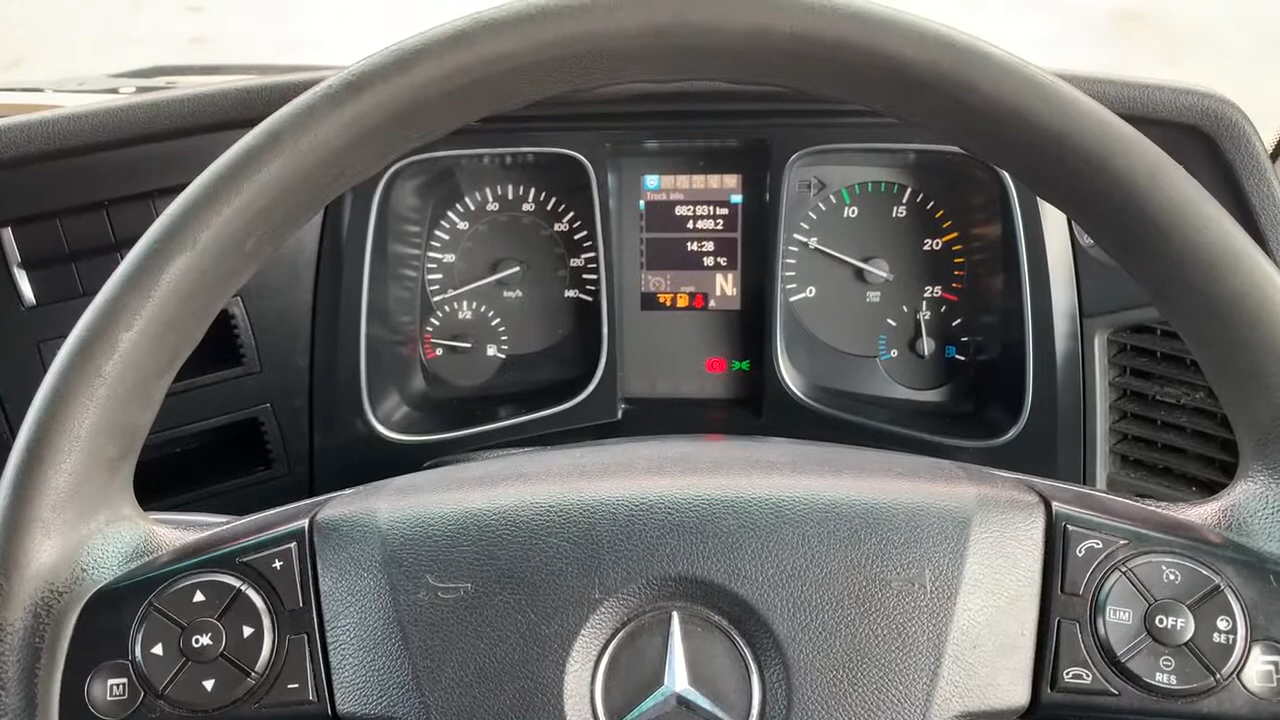 0
20
40
60
80
100
120
140
km/h
0
1/2
Truck info
682 931 km
4 469.2
14:28
16 °C
mph
N
0
5
10
15
20
25
rpm
x100
0
1/2
+
OK
M
−
LIM
OFF
SET
RES